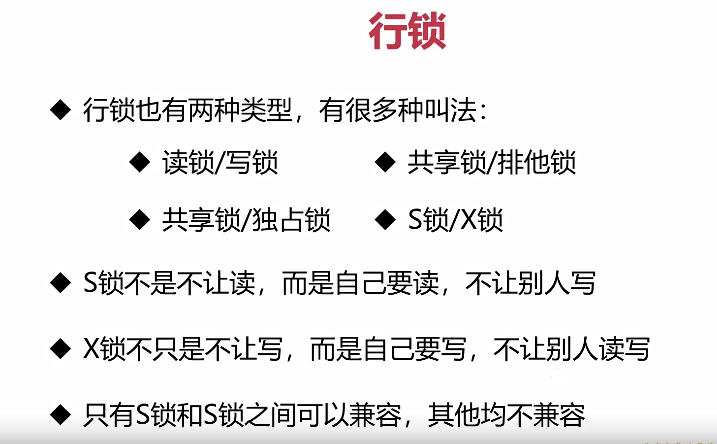 行锁
◆ 行锁也有两种类型，有很多种叫法：
◆ 读锁/写锁 ◆ 共享锁/排他锁
◆ 共享锁/独占锁 ◆ S锁/X锁
◆ S锁不是不让读，而是自己要读，不让别人写
◆ X锁不只是不让写，而是自己要写，不让别人读写
◆ 只有S锁和S锁之间可以兼容，其他均不兼容